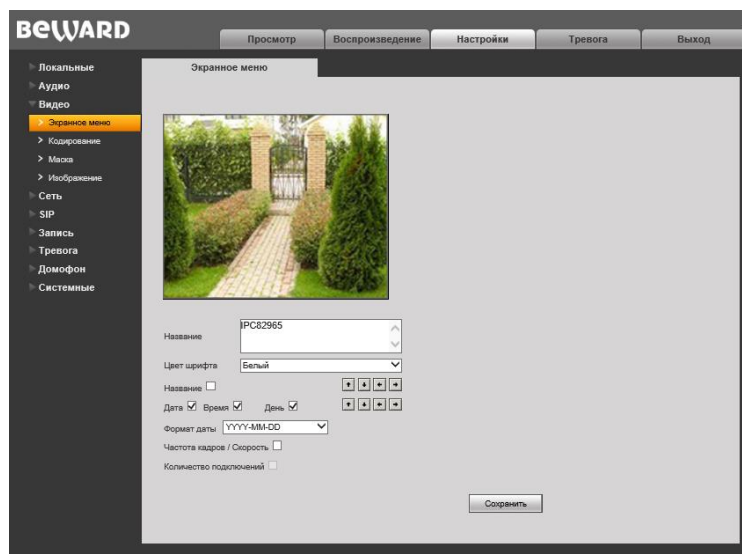 BEWARD
Просмотр Воспроизведение Настройки Тревога Выход
Локальные
Аудио
Видео
Экранное меню
Кодирование
Маска
Изображение
Сеть
SIP
Запись
Тревога
Домофон
Системные
Экранное меню
Название IPC82965
Цвет шрифта Белый
Название
Дата Время День
Формат даты YYYY-MM-DD
Частота кадров / Скорость
Количество подключений
Сохранить